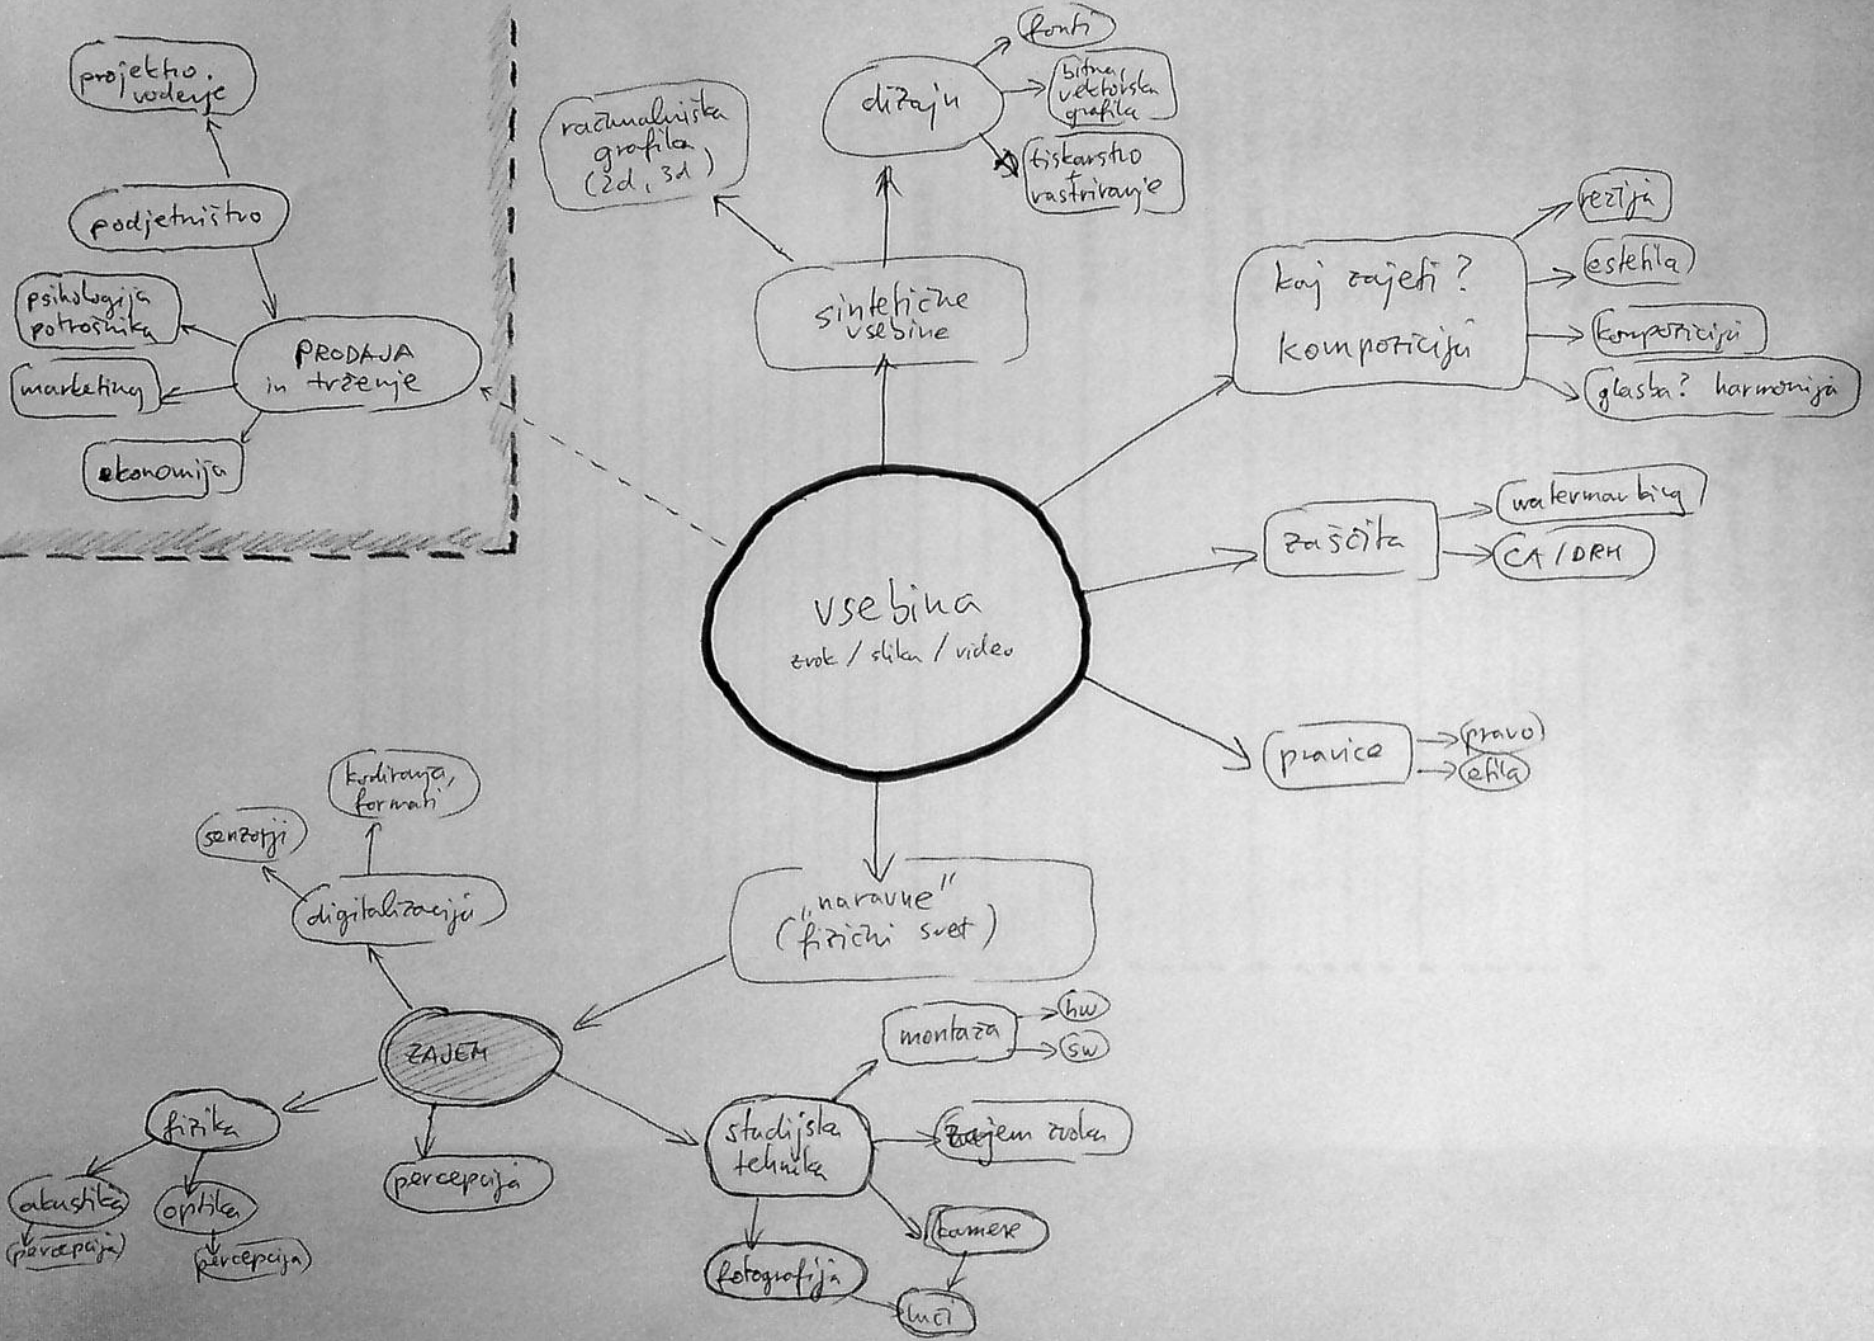 projektno.
vodenje
podjetništvo
psihologija
potrošnika
marketing
PRODAJA
in trženje
ekonomija
računalniška
grafika
(2d, 3d)
dizajn
fonti
bitna,
vektorska
grafika
tiskarstvo
+
rastriranje
sintetične
vsebine
kaj zajeti?
kompozicija
režija
estetika
kompozicija
glasba? harmonija
zaščita
watermarking
CA/DRM
vsebina
zvok / slika / video
pravice
pravo
etika
kodiranja,
formati
senzorji
digitalizacija
„naravne"
(fizični svet)
ZAJEM
montaža
hw
sw
fizika
studijska
tehnika
zajem zvoka
percepcija
akustika
optika
(percepcija)
percepcija
kamere
fotografija
luči